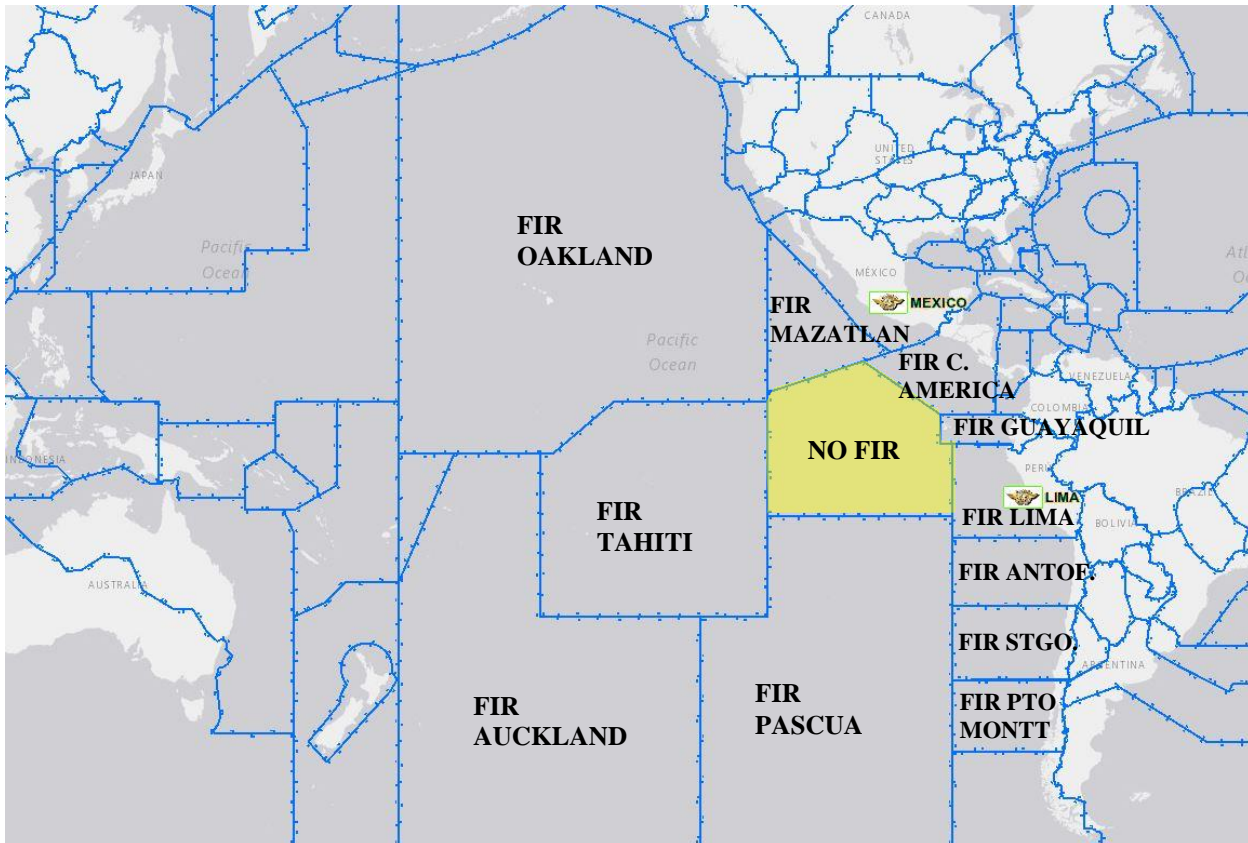 CANADA
JAPAN
UNITED
STATES
Pacific
Ocean
FIR
OAKLAND
MÉXICO
MEXICO
FIR
MAZATLAN
Pacific
Ocean
FIR C.
AMERICA
VENEZUELA
COLOMBIA
FIR GUAYAQUIL
NO FIR
INDONESIA
PERU
LIMA
BRAZIL
FIR LIMA
BOLIVIA
FIR
TAHITI
FIR ANTOF.
AUSTRALIA
FIR STGO.
ARGENTINA
FIR
AUCKLAND
FIR
PASCUA
FIR PTO
MONTT